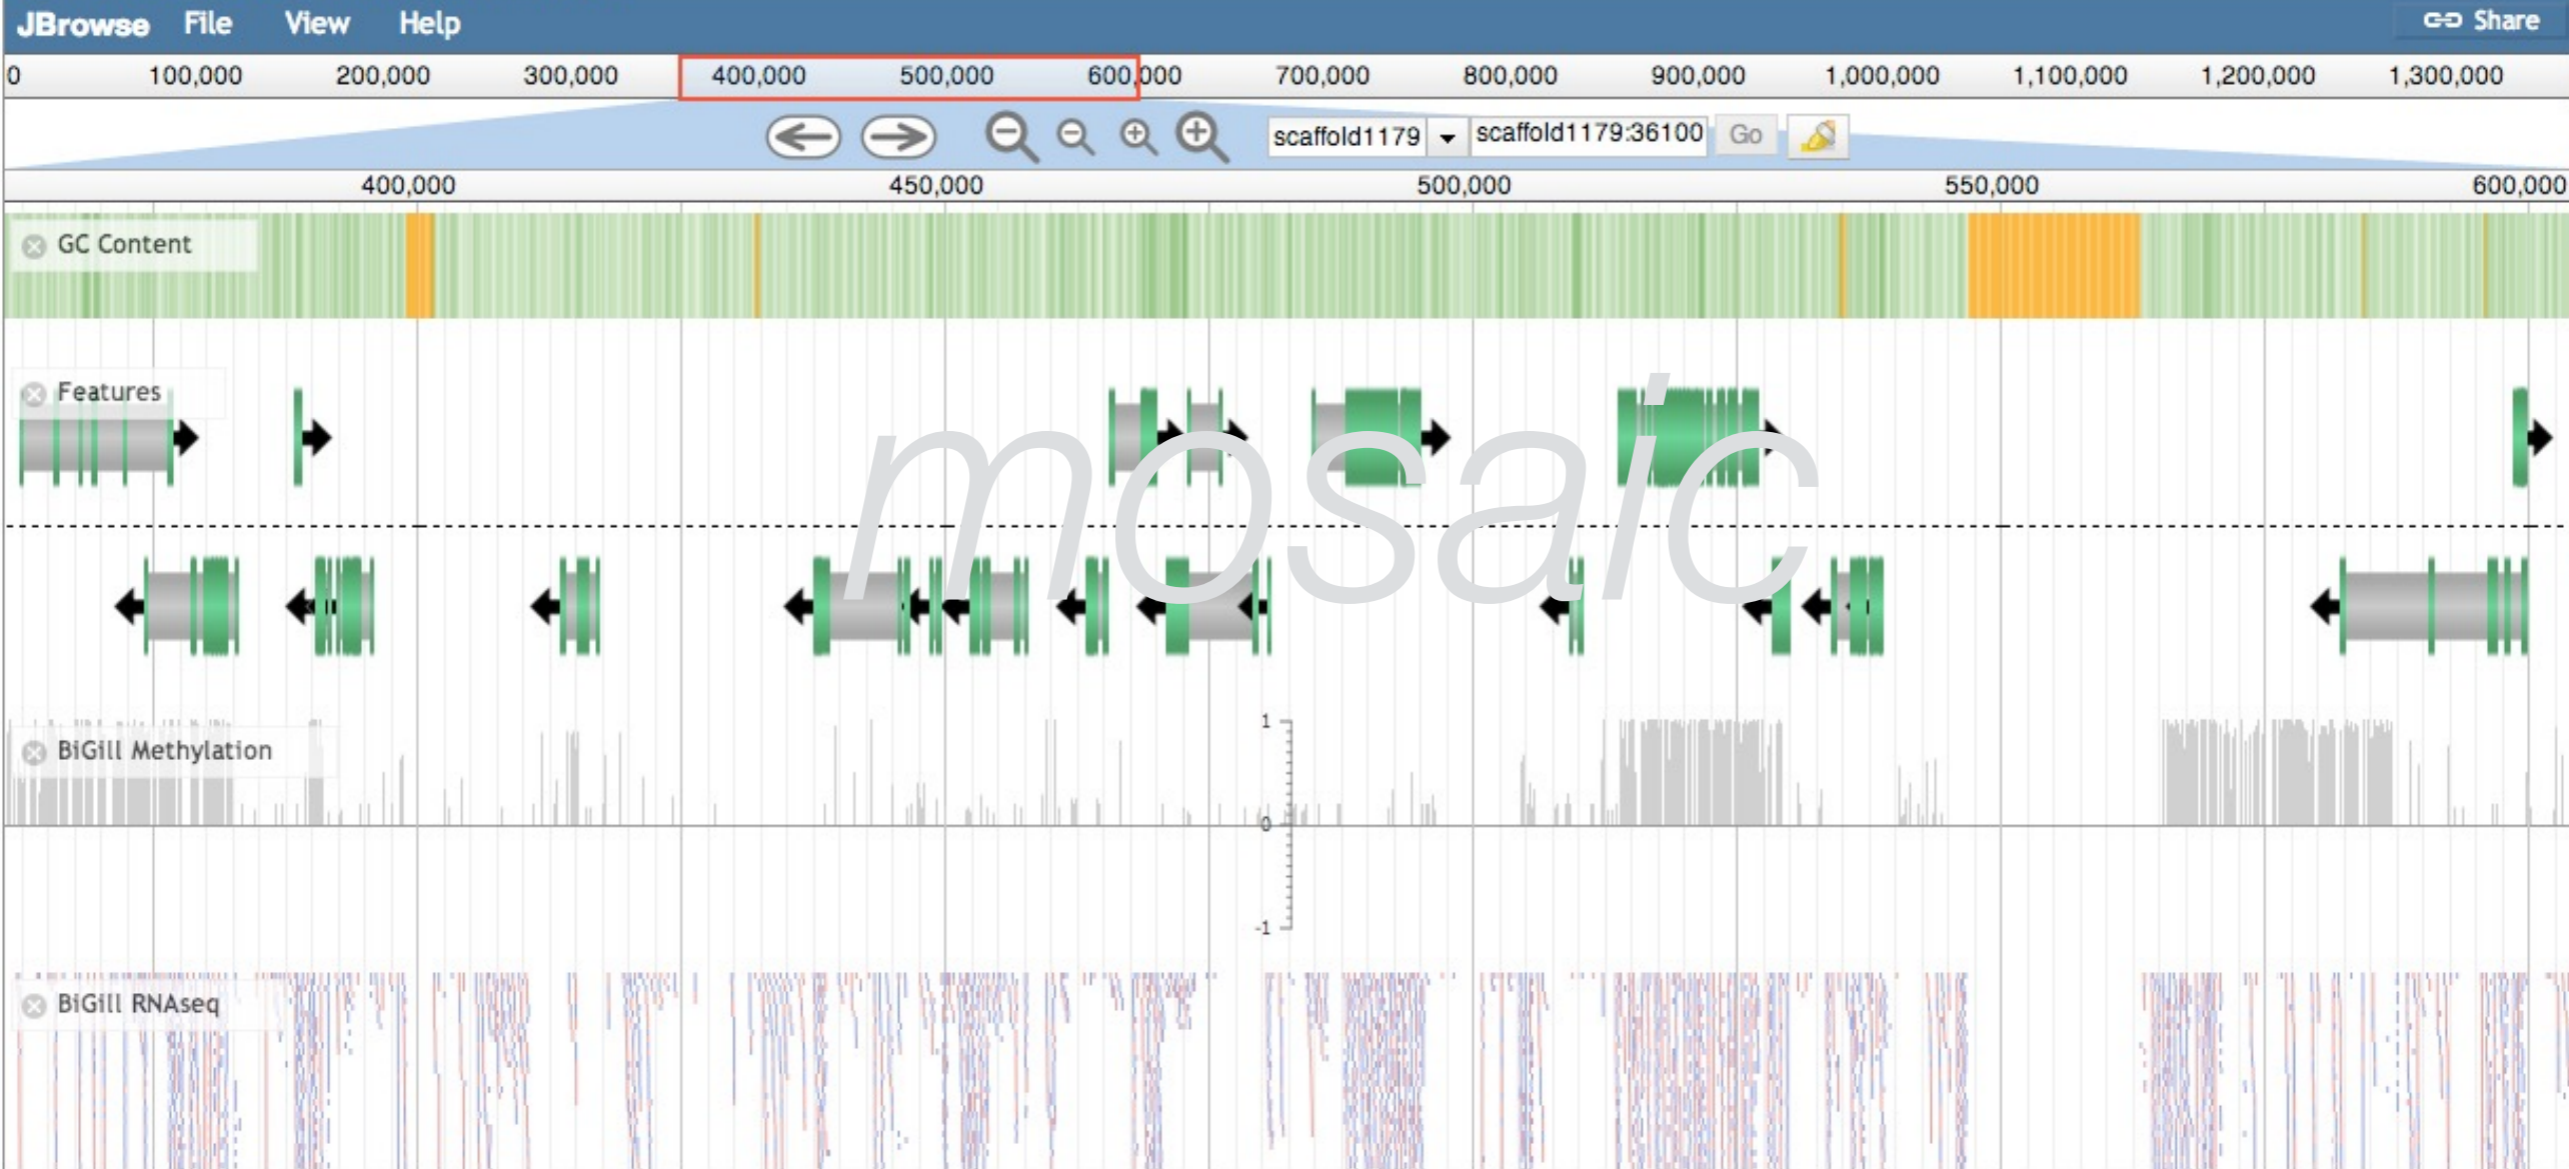 JBrowse File View Help Share
0 100,000 200,000 300,000 400,000 500,000 600,000 700,000 800,000 900,000 1,000,000 1,100,000 1,200,000 1,300,000
scaffold1179 scaffold1179:36100 Go
400,000 450,000 500,000 550,000 600,000
GC Content
Features
mosaic
1
BiGill Methylation
0
-1
BiGill RNAseq